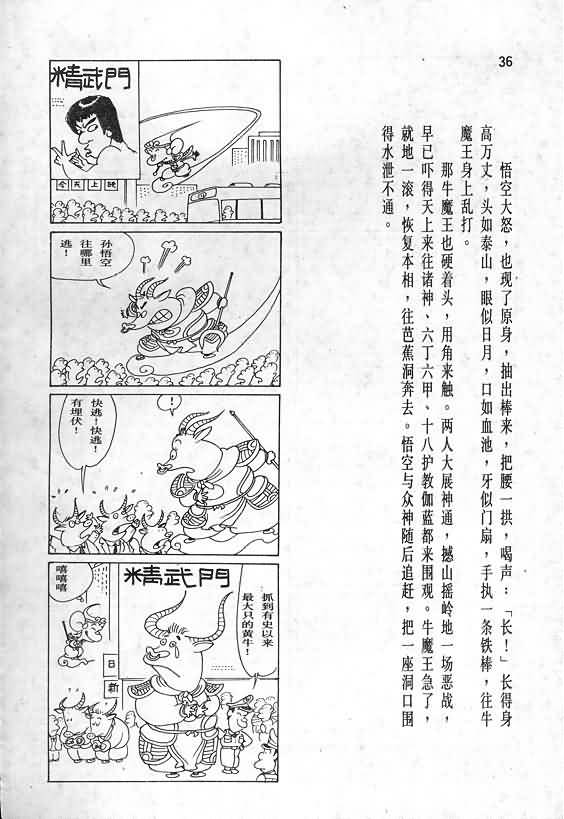 36
悟空大怒，也现了原身，抽出棒来，把腰一拱，喝声：「长！」长得身
高万丈，头如泰山，眼似日月，口如血池，牙似门扇，手执一条铁棒，往牛
魔王身上乱打。
那牛魔王也硬着头，用角来触。两人大展神通，撼山摇岭地一场恶战，
早已吓得天上来往诸神、六丁六甲、十八护教伽蓝都来围观。牛魔王急了，
就地一滚，恢复本相，往芭蕉洞奔去。悟空与众神随后追赶，把一座洞口围
得水泄不通。
精武門
今天上映
孙悟空
往哪里
逃！
！
快逃！快逃！
有埋伏！
精武門
抓到有史以来
最大只的黄牛！
嘻嘻嘻
日新